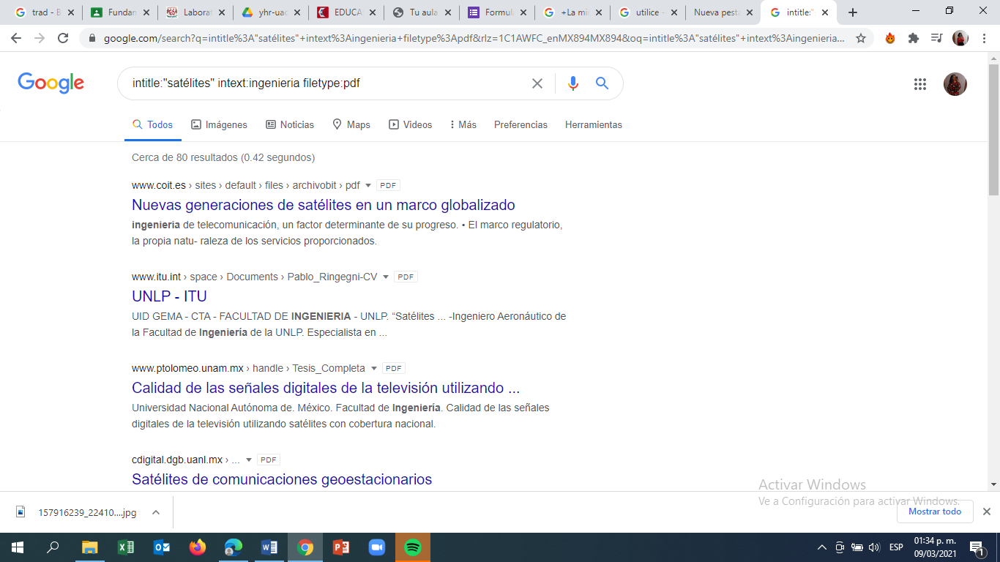 trad - B
Fundan
Laborat
yhr-uac
EDUCA
Tu aula
Formula
+La mi
utilice -
Nueva pest
intitle:"
google.com/search?q=intitle%3A"satélites"+intext%3Aingenieria+filetype%3Apdf&rlz=1C1AWFC_enMX894MX894&oq=intitle%3A"satélites"+intext%3Aingenieria...
Google
intitle:"satélites" intext:ingenieria filetype:pdf
Todos
Imágenes
Noticias
Maps
Videos
Más
Preferencias
Herramientas
Cerca de 80 resultados (0.42 segundos)
www.coit.es › sites › default › files › archivobit › pdf PDF
Nuevas generaciones de satélites en un marco globalizado
ingenieria de telecomunicación, un factor determinante de su progreso. • El marco regulatorio,
la propia natu- raleza de los servicios proporcionados.
www.itu.int › space › Documents › Pablo_Ringegni-CV PDF
UNLP - ITU
UID GEMA - CTA - FACULTAD DE INGENIERIA - UNLP. “Satélites ... -Ingeniero Aeronáutico de
la Facultad de Ingeniería de la UNLP. Especialista en ...
www.ptolomeo.unam.mx › handle › Tesis_Completa PDF
Calidad de las señales digitales de la televisión utilizando ...
Universidad Nacional Autónoma de. México. Facultad de Ingeniería. Calidad de las señales
digitales de la televisión utilizando satélites con cobertura nacional.
cdigital.dgb.uanl.mx › ... PDF
Satélites de comunicaciones geoestacionarios
Activar Windows
Ve a Configuración para activar Windows.
157916239_22410....jpg
Mostrar todo
ESP
01:34 p. m.
09/03/2021
1